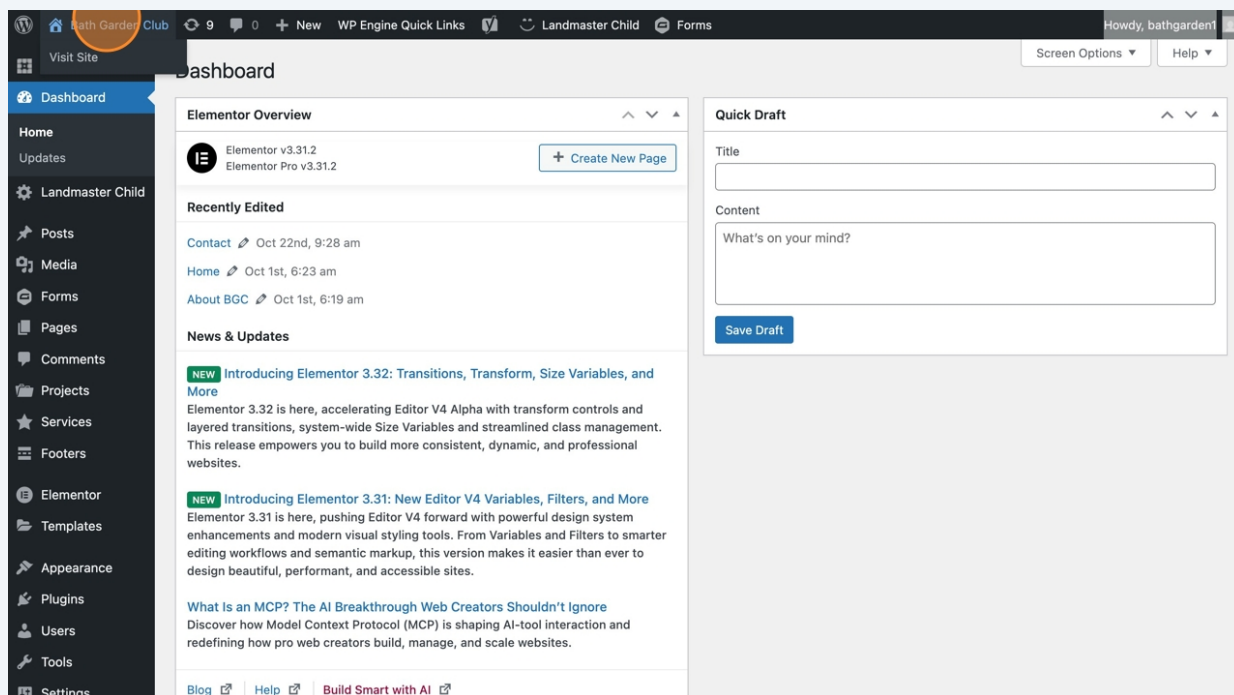 Bath Garden Club 9 0 New WP Engine Quick Links Landmaster Child Forms Howdy, bathgarden1
Visit Site
Screen Options Help
Dashboard
Dashboard
Home
Updates
Landmaster Child
Posts
Media
Forms
Pages
Comments
Projects
Services
Footers
Elementor
Templates
Appearance
Plugins
Users
Tools
Settings
Elementor Overview
Elementor v3.31.2
Elementor Pro v3.31.2
+ Create New Page
Recently Edited
Contact Oct 22nd, 9:28 am
Home Oct 1st, 6:23 am
About BGC Oct 1st, 6:19 am
News & Updates
NEW Introducing Elementor 3.32: Transitions, Transform, Size Variables, and
More
Elementor 3.32 is here, accelerating Editor V4 Alpha with transform controls and
layered transitions, system-wide Size Variables and streamlined class management.
This release empowers you to build more consistent, dynamic, and professional
websites.
NEW Introducing Elementor 3.31: New Editor V4 Variables, Filters, and More
Elementor 3.31 is here, pushing Editor V4 forward with powerful design system
enhancements and modern visual styling tools. From Variables and Filters to smarter
editing workflows and semantic markup, this version makes it easier than ever to
design beautiful, performant, and accessible sites.
What Is an MCP? The AI Breakthrough Web Creators Shouldn't Ignore
Discover how Model Context Protocol (MCP) is shaping AI-tool interaction and
redefining how pro web creators build, manage, and scale websites.
Blog Help Build Smart with AI
Quick Draft
Title
Content
What's on your mind?
Save Draft